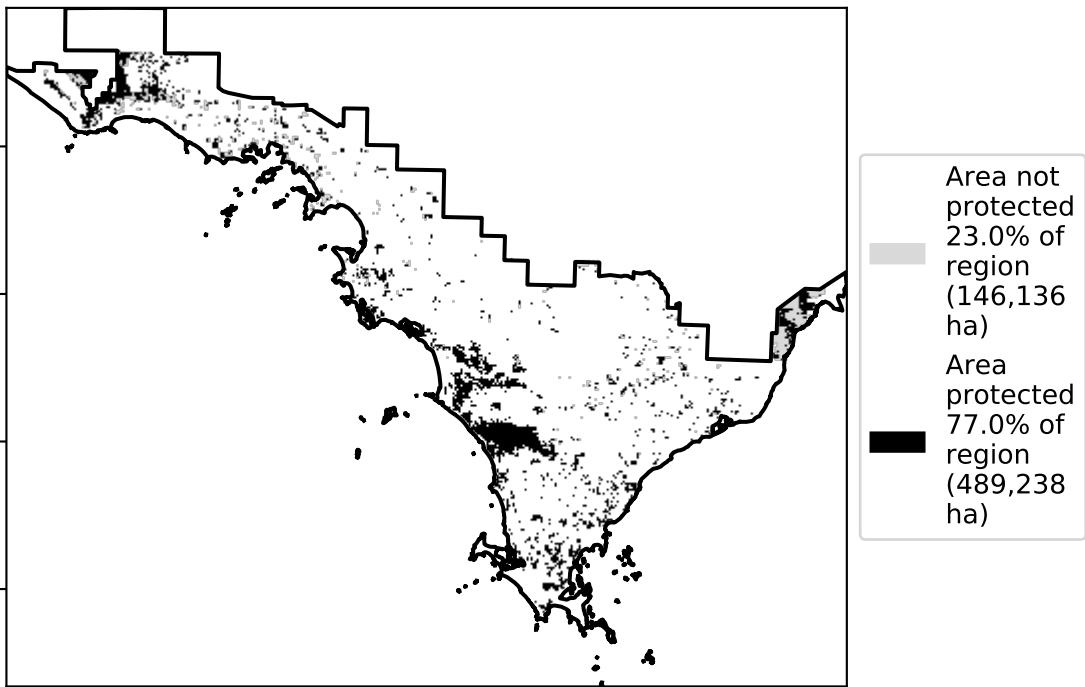 Area not
protected
23.0% of
region
(146,136
ha)
Area
protected
77.0% of
region
(489,238
ha)